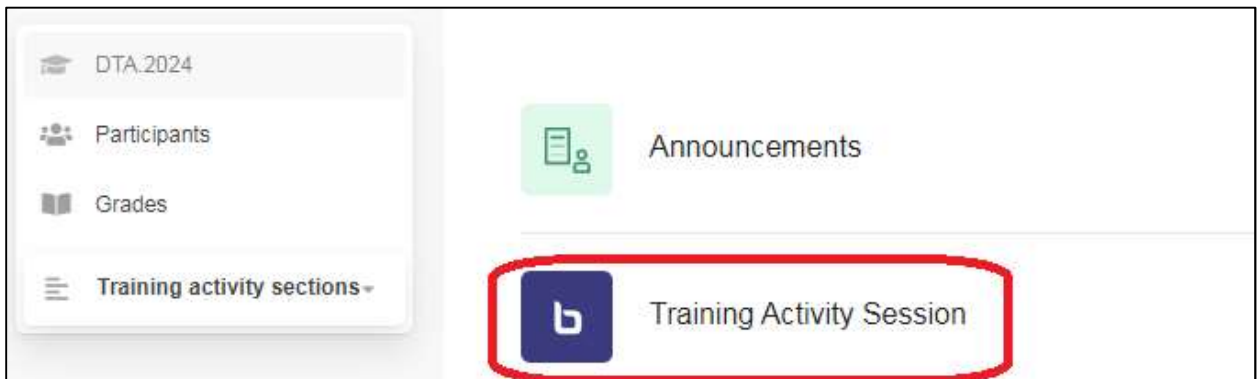 DTA.2024
Participants
Grades
Training activity sections
Announcements
b
Training Activity Session